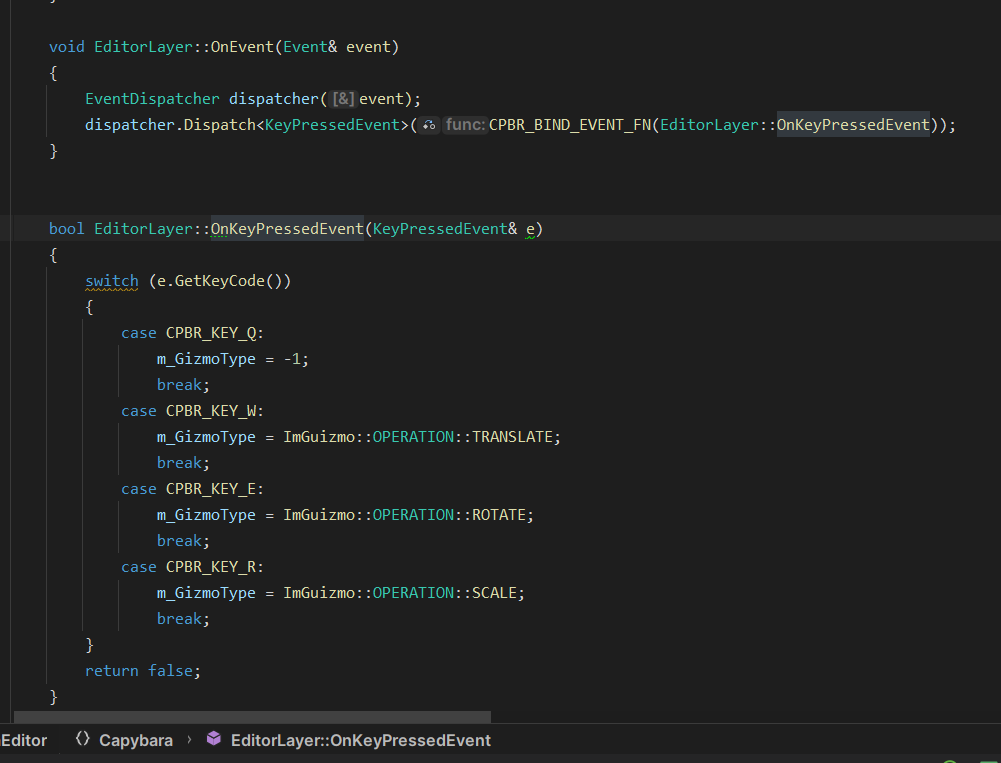 }
void EditorLayer::OnEvent(Event& event)
{
    EventDispatcher dispatcher([&]event);
    dispatcher.Dispatch<KeyPressedEvent>(func:CPBR_BIND_EVENT_FN(EditorLayer::OnKeyPressedEvent));
}
bool EditorLayer::OnKeyPressedEvent(KeyPressedEvent& e)
{
    switch (e.GetKeyCode())
    {
        case CPBR_KEY_Q:
            m_GizmoType = -1;
            break;
        case CPBR_KEY_W:
            m_GizmoType = ImGuizmo::OPERATION::TRANSLATE;
            break;
        case CPBR_KEY_E:
            m_GizmoType = ImGuizmo::OPERATION::ROTATE;
            break;
        case CPBR_KEY_R:
            m_GizmoType = ImGuizmo::OPERATION::SCALE;
            break;
    }
    return false;
}
Editor Capybara › EditorLayer::OnKeyPressedEvent